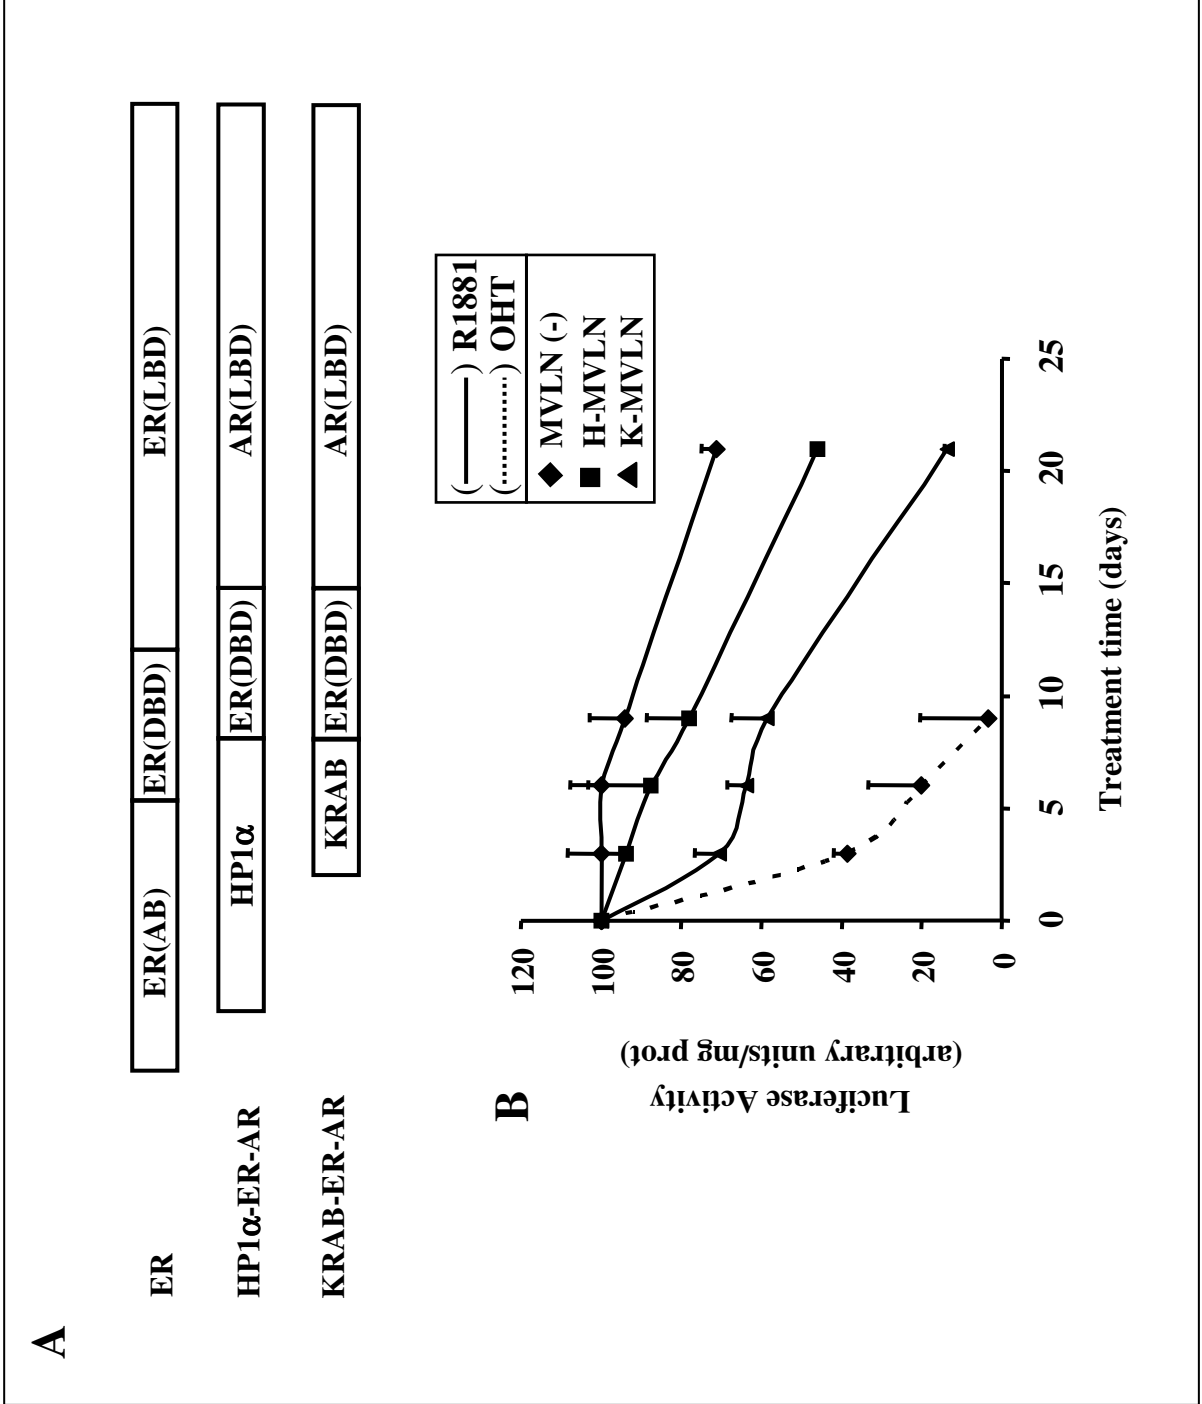 A
ER
ER(AB) ER(DBD) ER(LBD)
HP1α-ER-AR
HP1α ER(DBD) AR(LBD)
KRAB-ER-AR
KRAB ER(DBD) AR(LBD)
B
Luciferase Activity
(arbitrary units/mg prot)
120
100
80
60
40
20
0
0 5 10 15 20 25
Treatment time (days)
( ) R1881
( ) OHT
MVLN (-)
H-MVLN
K-MVLN